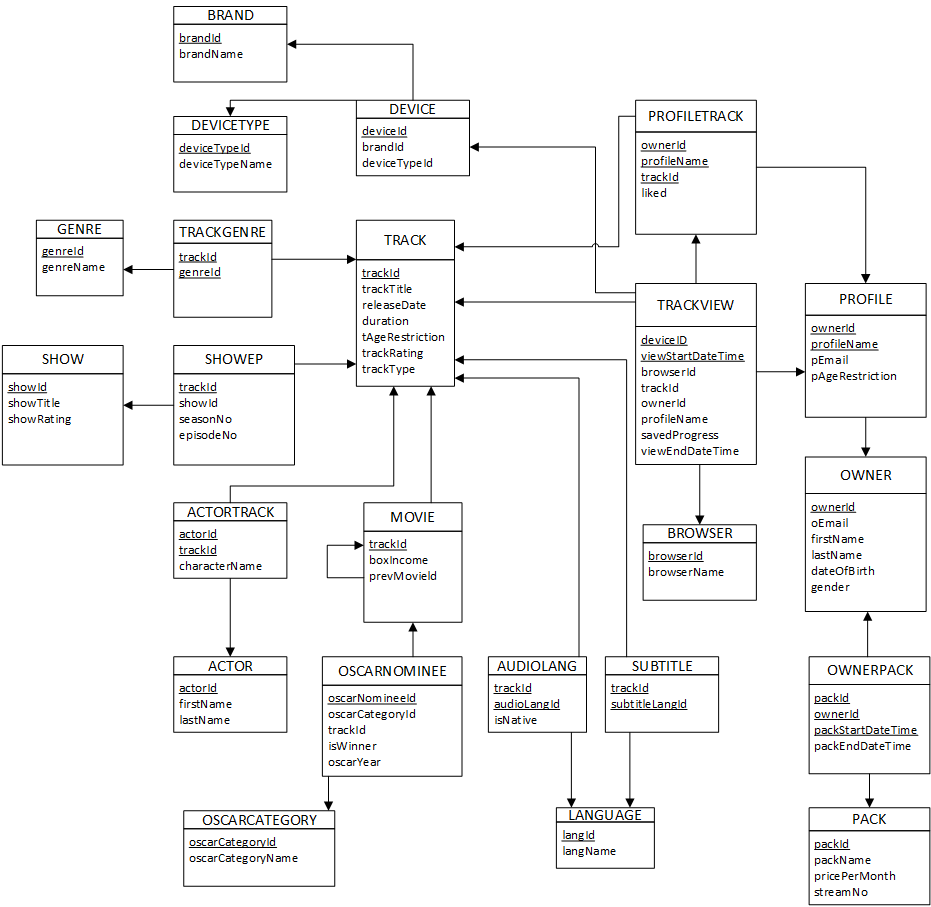 BRAND
brandId
brandName
DEVICETYPE
deviceTypeId
deviceTypeName
DEVICE
deviceId
brandId
deviceTypeId
PROFILETRACK
ownerId
profileName
trackId
liked
GENRE
genreId
genreName
TRACKGENRE
trackId
genreId
TRACK
trackId
trackTitle
releaseDate
duration
tAgeRestriction
trackRating
trackType
TRACKVIEW
deviceID
viewStartDateTime
browserId
trackId
ownerId
profileName
savedProgress
viewEndDateTime
PROFILE
ownerId
profileName
pEmail
pAgeRestriction
SHOW
showId
showTitle
showRating
SHOWEP
trackId
showId
seasonNo
episodeNo
OWNER
ownerId
oEmail
firstName
lastName
dateOfBirth
gender
ACTORTRACK
actorId
trackId
characterName
MOVIE
trackId
boxIncome
prevMovieId
BROWSER
browserId
browserName
ACTOR
actorId
firstName
lastName
OSCARNOMINEE
oscarNomineeId
oscarCategoryId
trackId
isWinner
oscarYear
AUDIOLANG
trackId
audioLangId
isNative
SUBTITLE
trackId
subtitleLangId
OWNERPACK
packId
ownerId
packStartDateTime
packEndDateTime
OSCARCATEGORY
oscarCategoryId
oscarCategoryName
LANGUAGE
langId
langName
PACK
packId
packName
pricePerMonth
streamNo